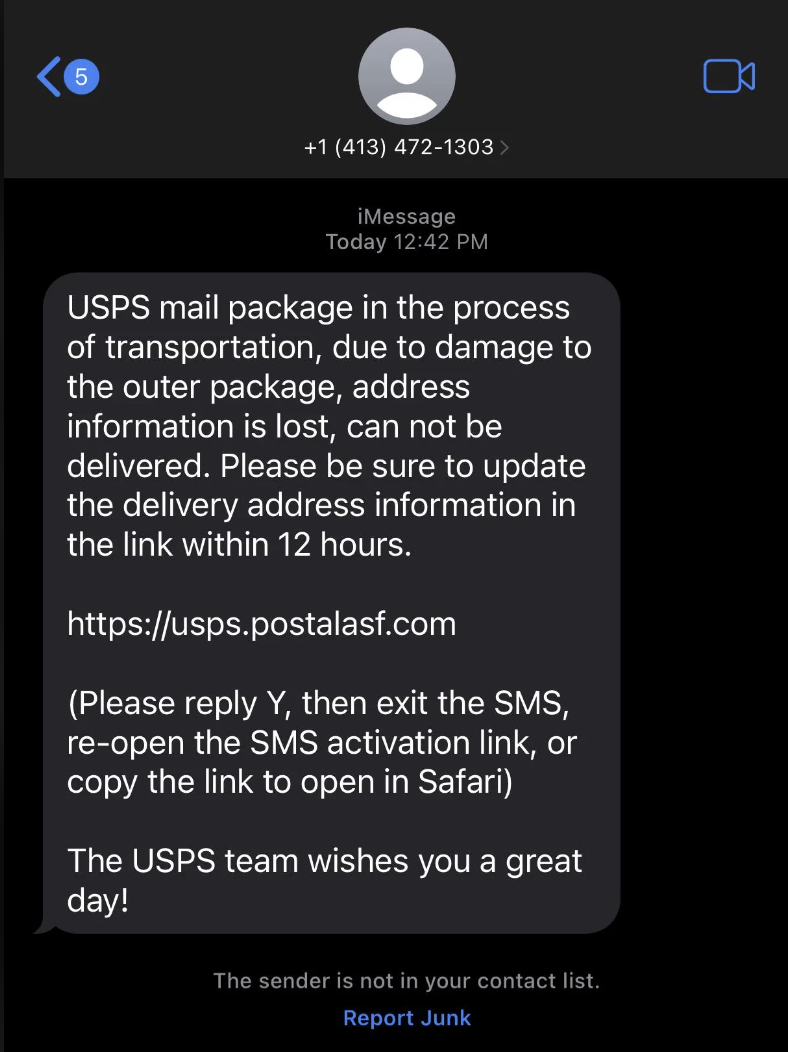 5
+1 (413) 472-1303
iMessage
Today 12:42 PM
USPS mail package in the process
of transportation, due to damage to
the outer package, address
information is lost, can not be
delivered. Please be sure to update
the delivery address information in
the link within 12 hours.
https://usps.postalasf.com
(Please reply Y, then exit the SMS,
re-open the SMS activation link, or
copy the link to open in Safari)
The USPS team wishes you a great
day!
The sender is not in your contact list.
Report Junk